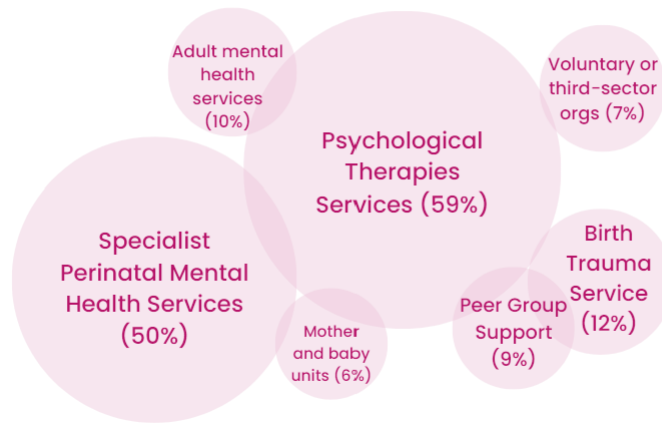 Adult mental
health
services
(10%)
Voluntary or
third-sector
orgs (7%)
Psychological
Therapies
Services (59%)
Specialist
Perinatal Mental
Health Services
(50%)
Birth
Trauma
Service
(12%)
Peer Group
Support
(9%)
Mother
and baby
units (6%)